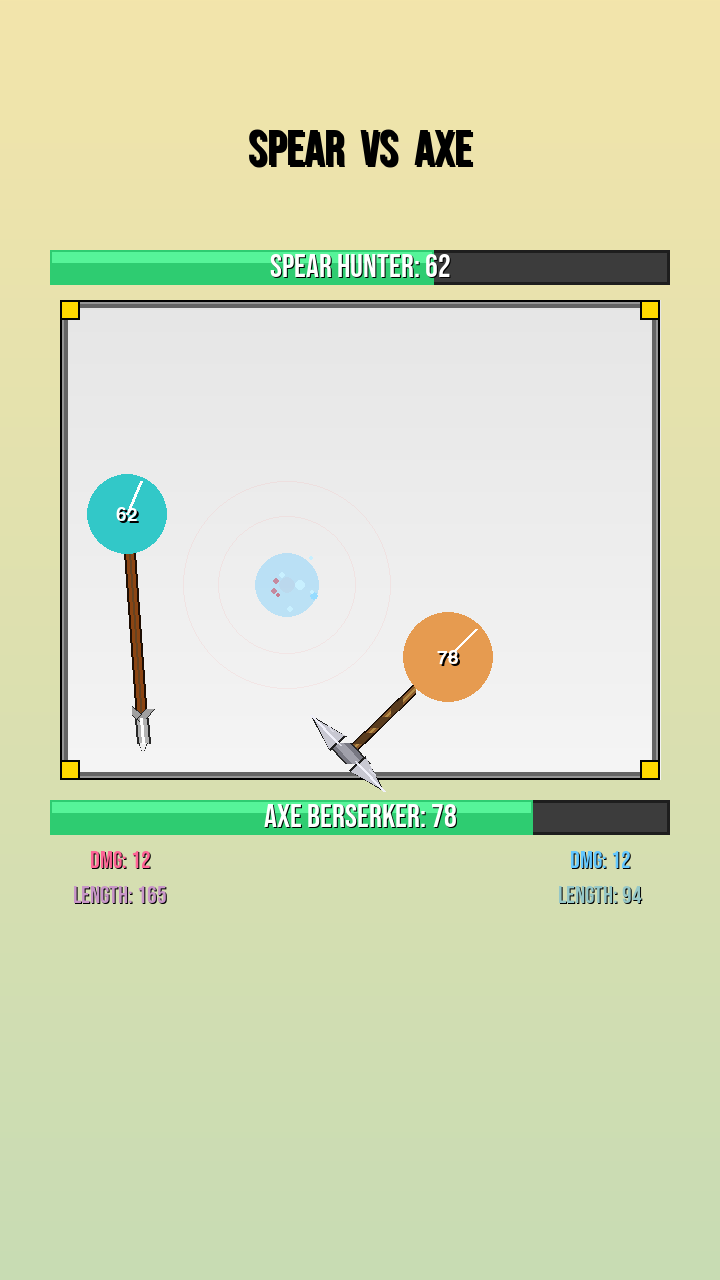 SPEAR VS AXE
SPEAR HUNTER: 62
62
78
AXE BERSERKER: 78
DMG: 12
DMG: 12
LENGTH: 165
LENGTH: 94